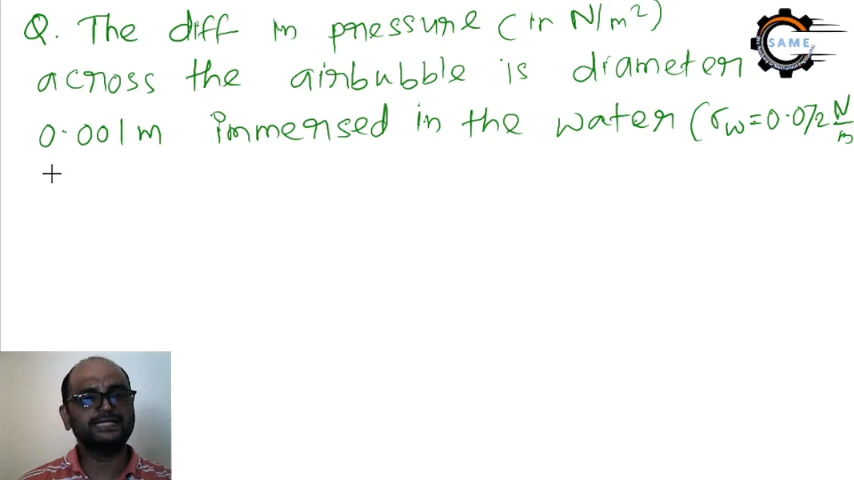 Q. The diff in pressure (in N/m²)
SAME
across the airbubble is diameter
0.001m immersed in the water (σw=0.072 N/m